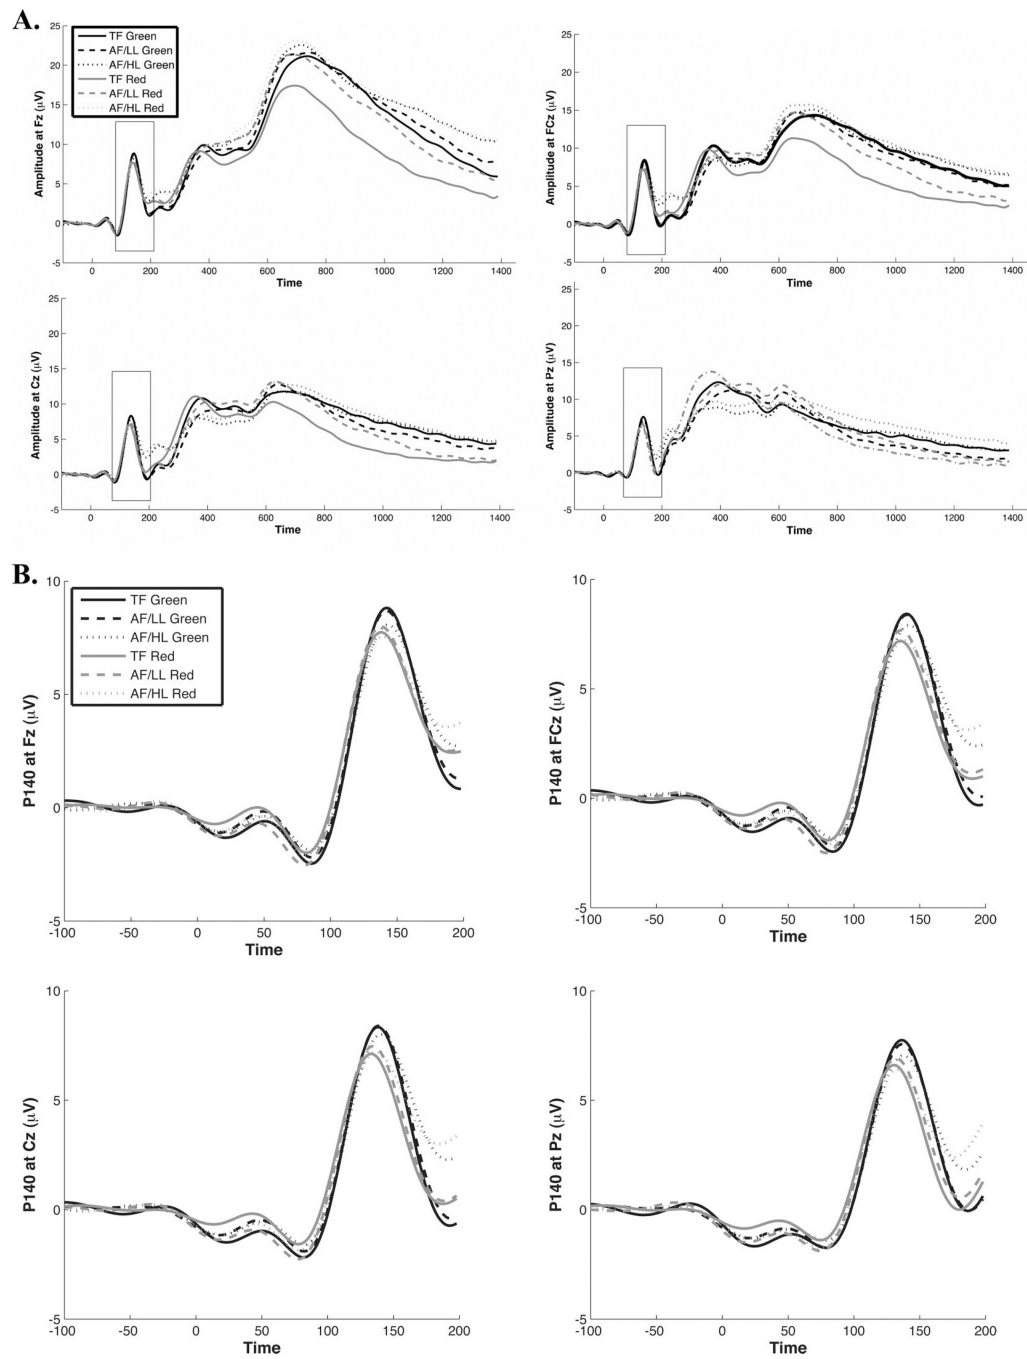 A.
TF Green
AF/LL Green
AF/HL Green
TF Red
AF/LL Red
AF/HL Red
Amplitude at Fz (μV)
25
20
15
10
5
0
-5
0 200 400 600 800 1000 1200 1400
Time
Amplitude at FCz (μV)
25
20
15
10
5
0
-5
0 200 400 600 800 1000 1200 1400
Time
Amplitude at Cz (μV)
25
20
15
10
5
0
-5
0 200 400 600 800 1000 1200 1400
Time
Amplitude at Pz (μV)
25
20
15
10
5
0
-5
0 200 400 600 800 1000 1200 1400
Time
B.
TF Green
AF/LL Green
AF/HL Green
TF Red
AF/LL Red
AF/HL Red
P140 at Fz (μV)
10
5
0
-5
-100 -50 0 50 100 150 200
Time
P140 at FCz (μV)
10
5
0
-5
-100 -50 0 50 100 150 200
Time
P140 at Cz (μV)
10
5
0
-5
-100 -50 0 50 100 150 200
Time
P140 at Pz (μV)
10
5
0
-5
-100 -50 0 50 100 150 200
Time